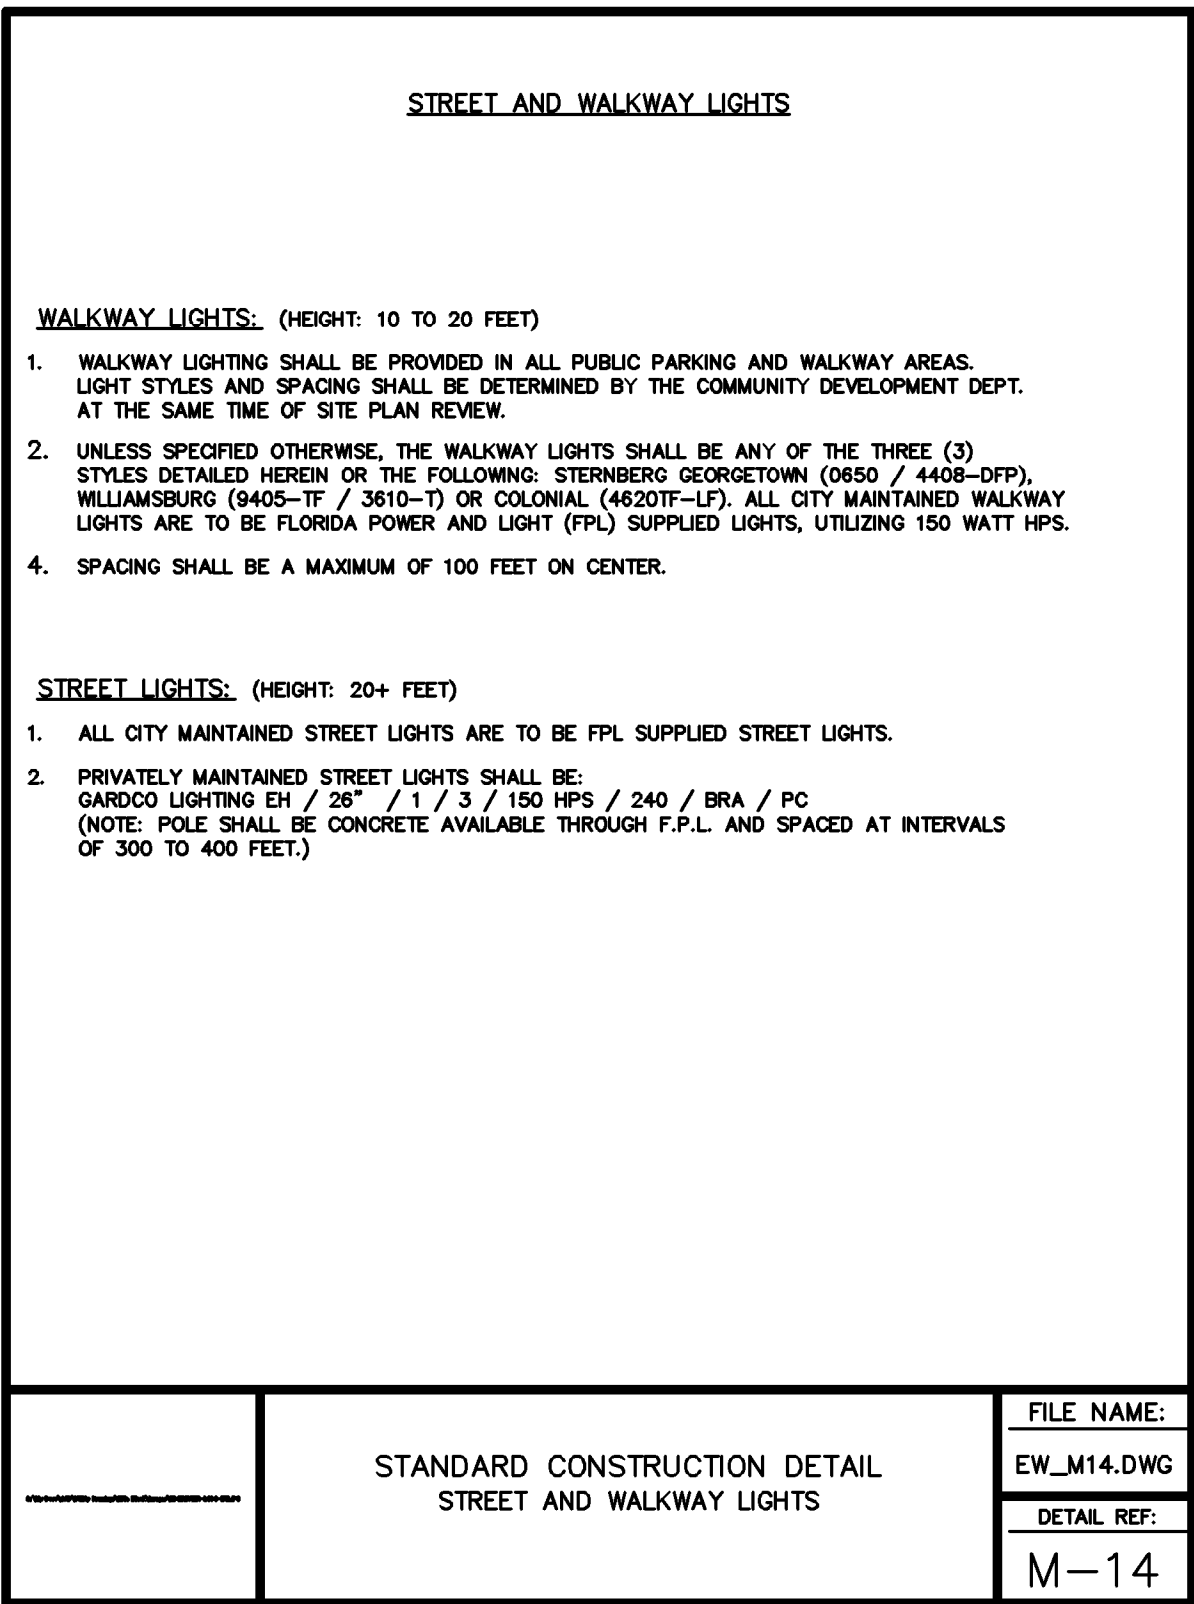 STREET AND WALKWAY LIGHTS
WALKWAY LIGHTS: (HEIGHT: 10 TO 20 FEET)
1. WALKWAY LIGHTING SHALL BE PROVIDED IN ALL PUBLIC PARKING AND WALKWAY AREAS.
LIGHT STYLES AND SPACING SHALL BE DETERMINED BY THE COMMUNITY DEVELOPMENT DEPT.
AT THE SAME TIME OF SITE PLAN REVIEW.
2. UNLESS SPECIFIED OTHERWISE, THE WALKWAY LIGHTS SHALL BE ANY OF THE THREE (3)
STYLES DETAILED HEREIN OR THE FOLLOWING: STERNBERG GEORGETOWN (0650 / 4408-DFP),
WILLIAMSBURG (9405-TF / 3610-T) OR COLONIAL (4620TF-LF). ALL CITY MAINTAINED WALKWAY
LIGHTS ARE TO BE FLORIDA POWER AND LIGHT (FPL) SUPPLIED LIGHTS, UTILIZING 150 WATT HPS.
4. SPACING SHALL BE A MAXIMUM OF 100 FEET ON CENTER.
STREET LIGHTS: (HEIGHT: 20+ FEET)
1. ALL CITY MAINTAINED STREET LIGHTS ARE TO BE FPL SUPPLIED STREET LIGHTS.
2. PRIVATELY MAINTAINED STREET LIGHTS SHALL BE:
GARDCO LIGHTING EH / 26" / 1 / 3 / 150 HPS / 240 / BRA / PC
(NOTE: POLE SHALL BE CONCRETE AVAILABLE THROUGH F.P.L. AND SPACED AT INTERVALS
OF 300 TO 400 FEET.)
STANDARD CONSTRUCTION DETAIL
STREET AND WALKWAY LIGHTS
FILE NAME:
EW_M14.DWG
DETAIL REF:
M-14